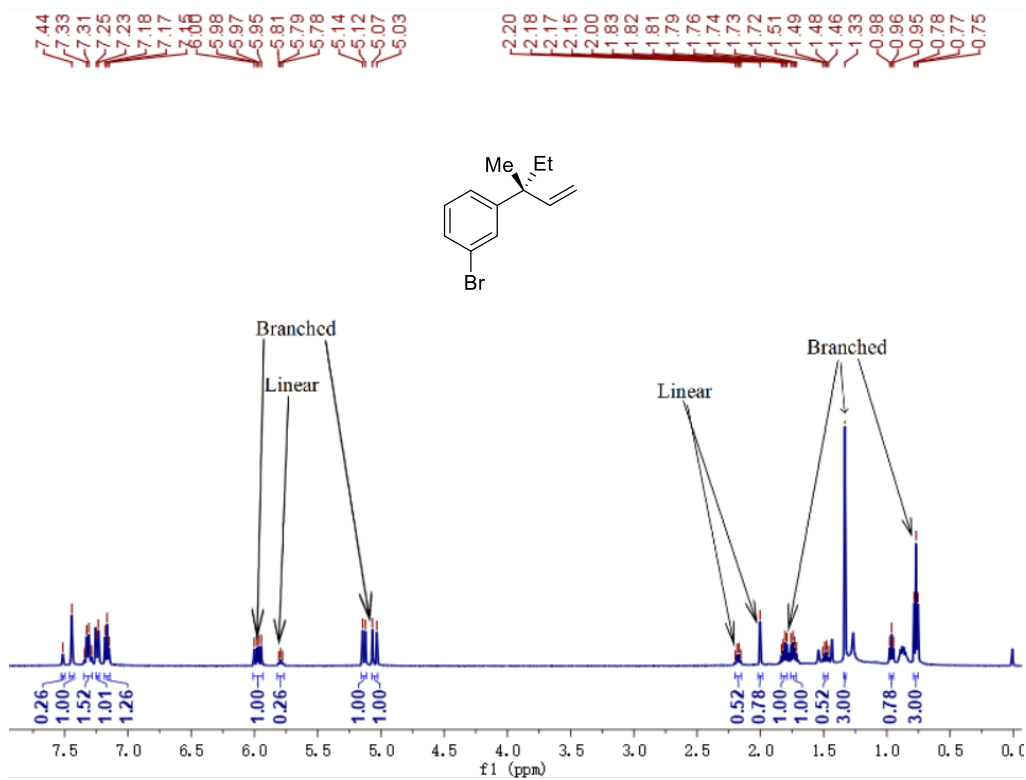 7.44 7.33 7.31 7.25 7.23 7.18 7.17 7.15 6.00 5.98 5.97 5.95 5.81 5.79 5.78 5.14 5.12 5.07 5.03 2.20 2.18 2.17 2.15 2.00 1.83 1.82 1.81 1.79 1.76 1.74 1.73 1.72 1.51 1.49 1.48 1.46 1.33 0.98 0.96 0.95 0.78 0.77 0.75
Me Et
Br
Branched
Linear
Linear
Branched
0.26 1.00 1.52 1.01 1.26 1.00 0.26 1.00 1.00 0.52 0.78 1.00 1.00 0.52 3.00 0.78 3.00
7.5 7.0 6.5 6.0 5.5 5.0 4.5 4.0 3.5 3.0 2.5 2.0 1.5 1.0 0.5 0.0
f1 (ppm)